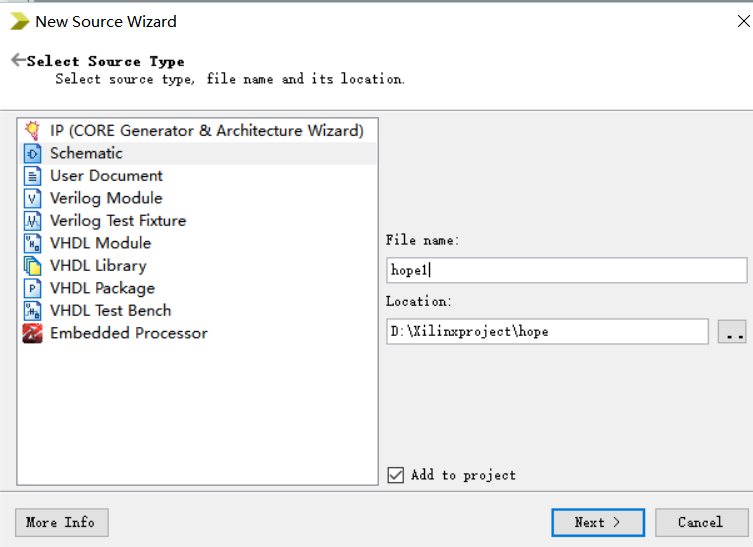 New Source Wizard
Select Source Type
Select source type, file name and its location.
IP (CORE Generator & Architecture Wizard)
Schematic
User Document
Verilog Module
Verilog Test Fixture
VHDL Module
VHDL Library
VHDL Package
VHDL Test Bench
Embedded Processor
File name:
hope1
Location:
D:\Xilinxproject\hope
..
Add to project
More Info
Next >
Cancel